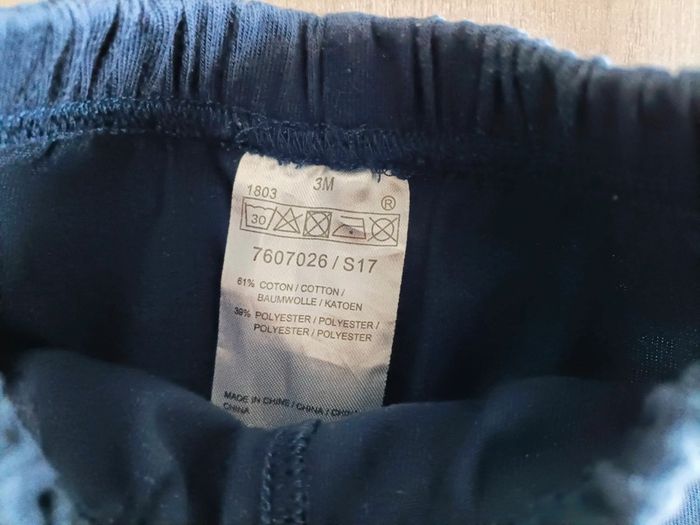 3M
1803
®
30
7607026 / S17
61% COTON / COTTON /
BAUMWOLLE / KATOEN
39% POLYESTER / POLYESTER /
POLYESTER / POLYESTER
MADE IN CHINE / CHINA / CHINA
CHINA